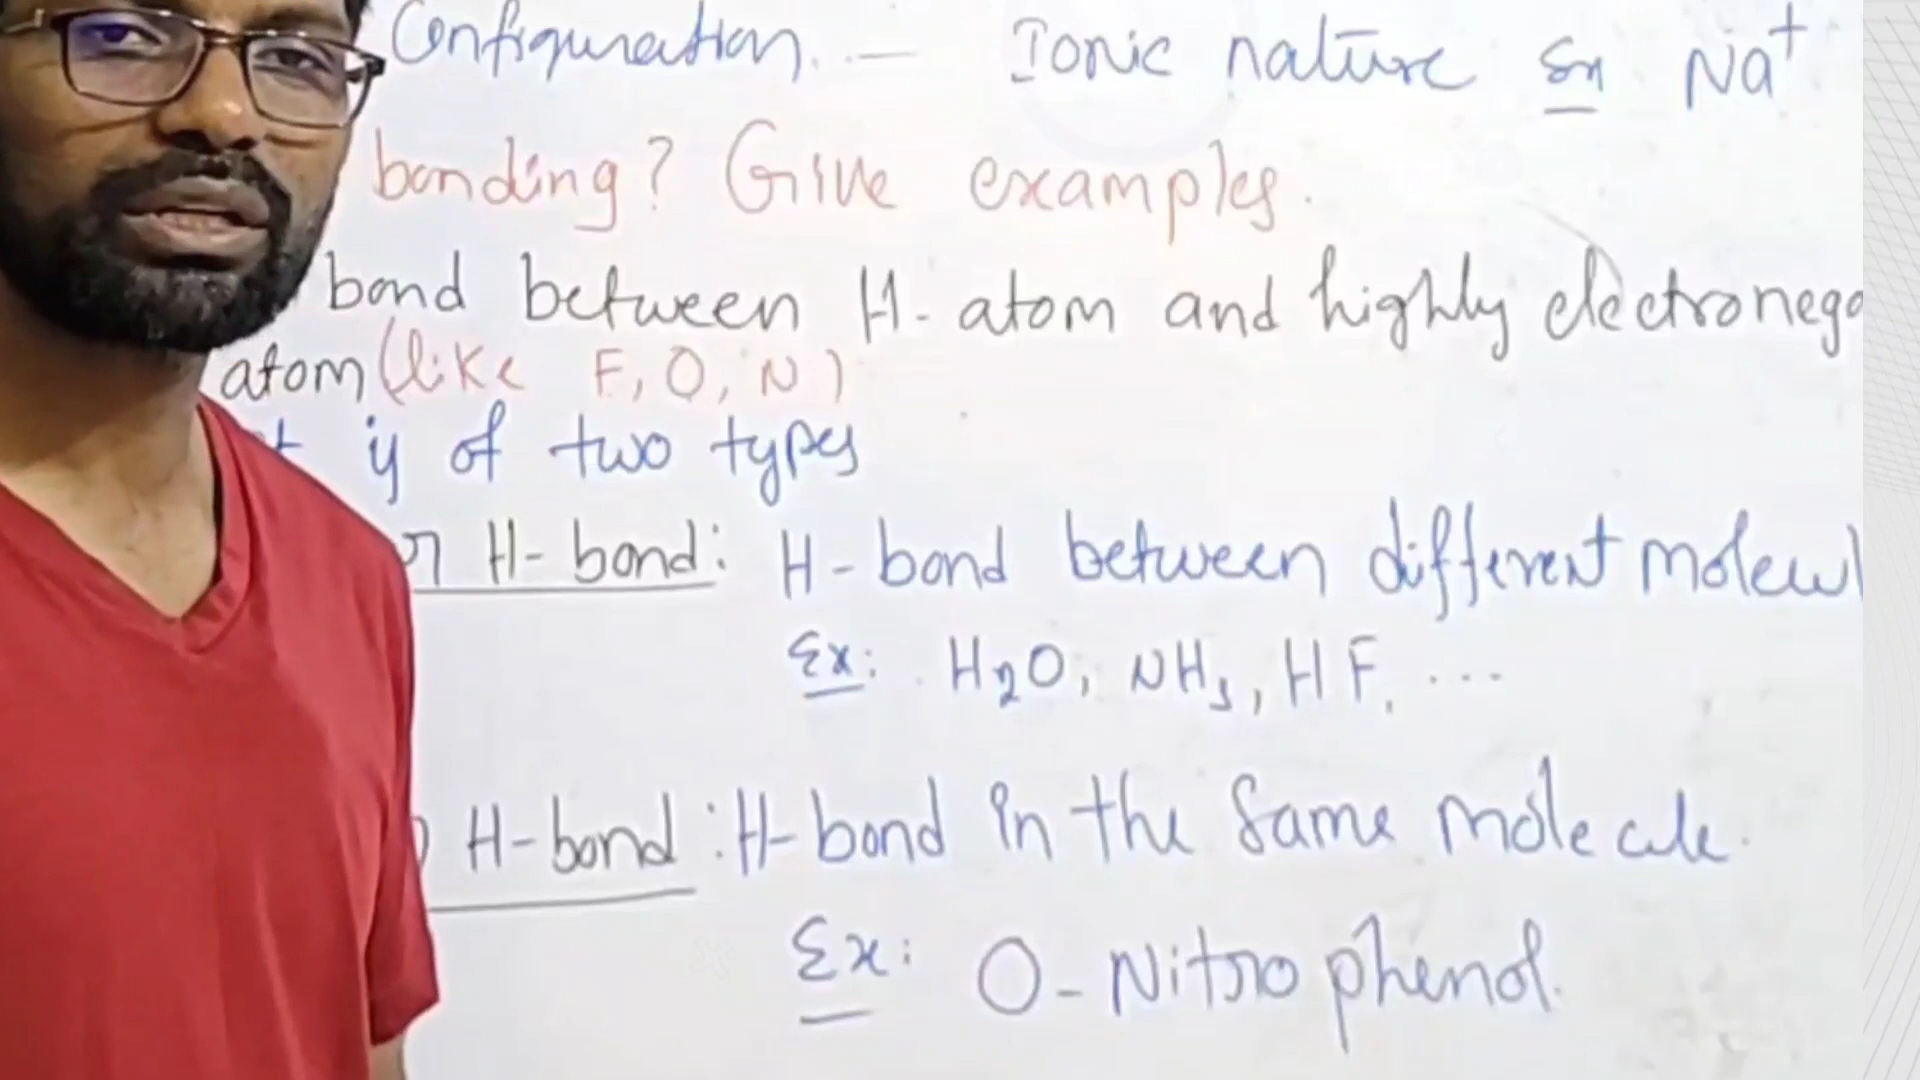 Configuration. — Ionic nature Ex Na⁺
bonding? Give examples.
bond between H-atom and highly electronega
atom (like F, O, N)
is of two types
H-bond: H-bond between different molecul
Ex: H₂O, NH₃, HF. ...
H-bond: H-bond in the same molecule.
Ex: O-Nitrophenol.